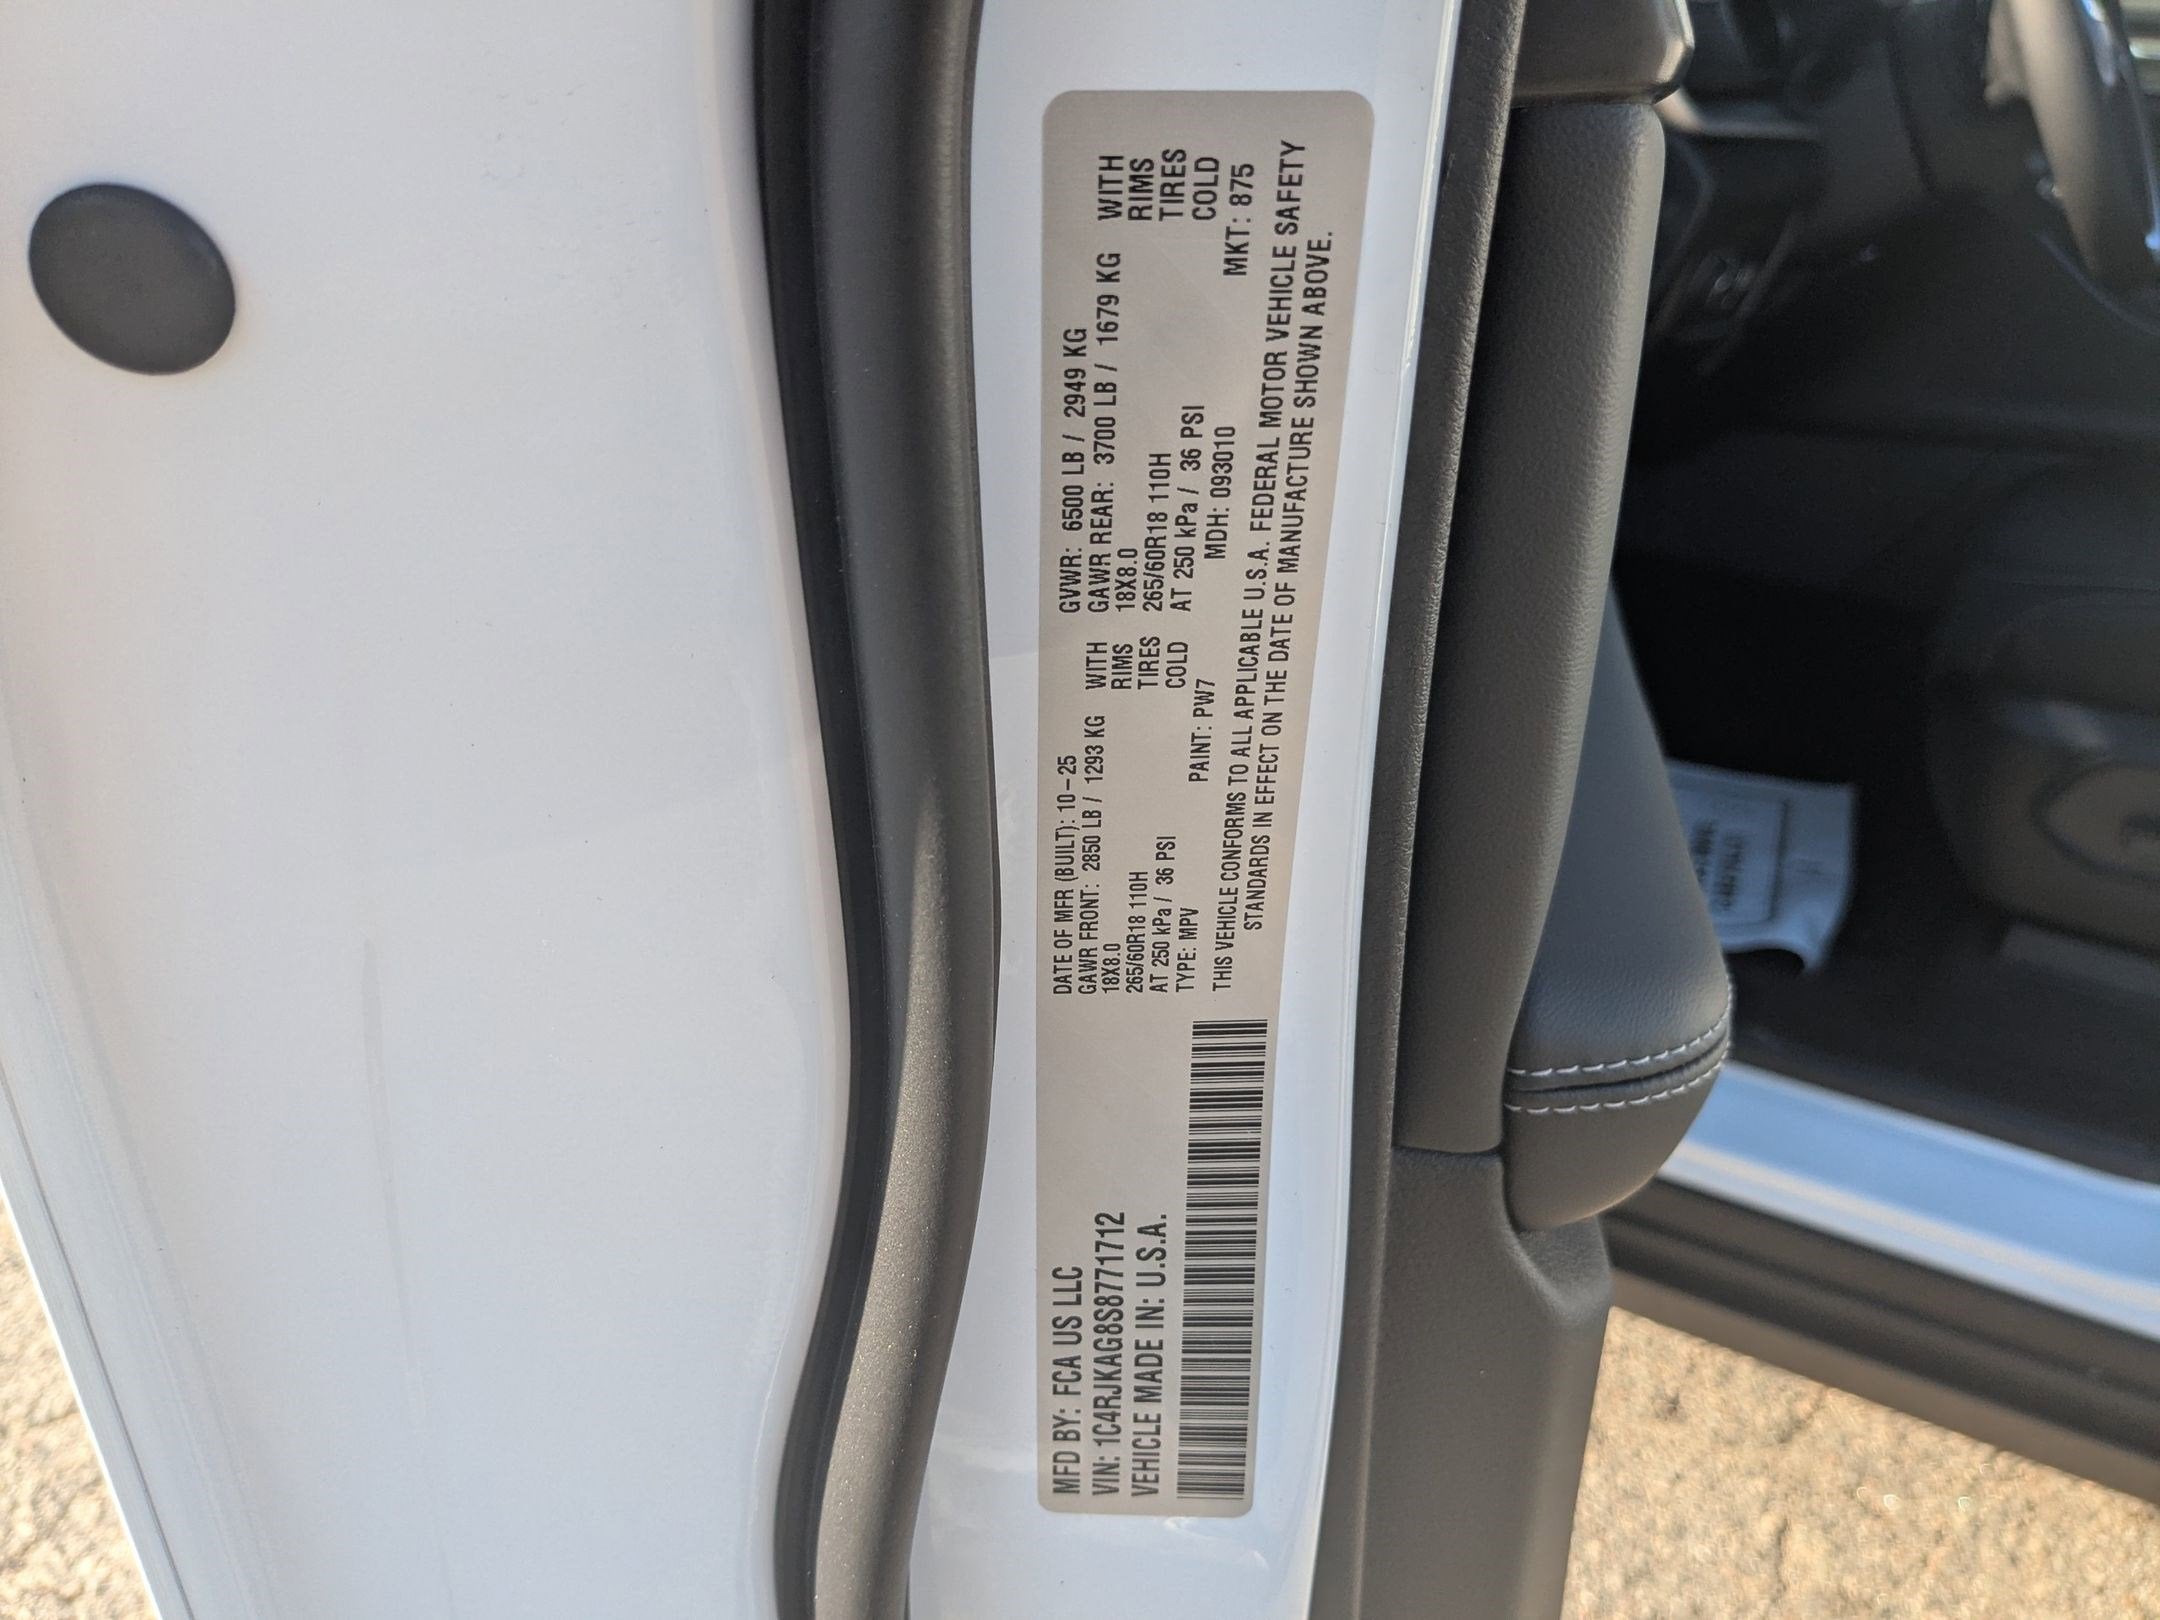 MFD BY: FCA US LLC
VIN: 1C4RJKAG8S8771712
VEHICLE MADE IN: U.S.A.
DATE OF MFR (BUILT): 10-25
GAWR FRONT: 2850 LB / 1293 KG WITH
18X8.0 RIMS
265/60R18 110H TIRES
AT 250 kPa / 36 PSI COLD
TYPE: MPV PAINT: PW7
GVWR: 6500 LB / 2949 KG
GAWR REAR: 3700 LB / 1679 KG WITH
18X8.0 RIMS
265/60R18 110H TIRES
AT 250 kPa / 36 PSI COLD
MDH: 093010 MKT: 875
THIS VEHICLE CONFORMS TO ALL APPLICABLE U.S.A. FEDERAL MOTOR VEHICLE SAFETY
STANDARDS IN EFFECT ON THE DATE OF MANUFACTURE SHOWN ABOVE.